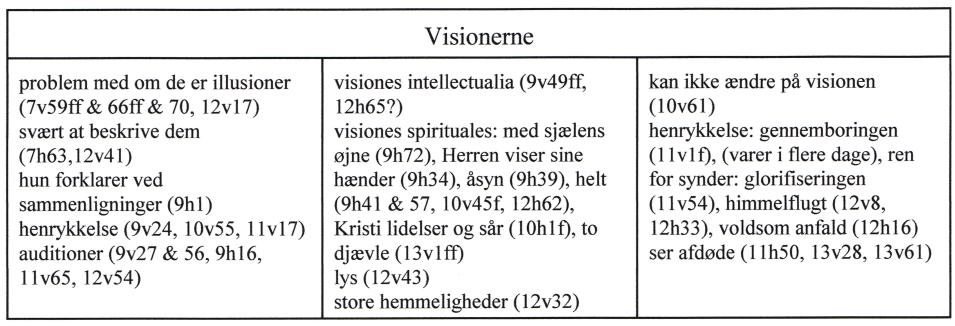 Visionerne
problem med om de er illusioner
(7v59ff & 66ff & 70, 12v17)
svært at beskrive dem
(7h63,12v41)
hun forklarer ved
sammenligninger (9h1)
henrykkelse (9v24, 10v55, 11v17)
auditioner (9v27 & 56, 9h16,
11v65, 12v54)
visiones intellectualia (9v49ff,
12h65?)
visiones spirituales: med sjælens
øjne (9h72), Herren viser sine
hænder (9h34), åsyn (9h39), helt
(9h41 & 57, 10v45f, 12h62),
Kristi lidelser og sår (10h1f), to
djævle (13v1ff)
lys (12v43)
store hemmeligheder (12v32)
kan ikke ændre på visionen
(10v61)
henrykkelse: gennemboringen
(11v1f), (varer i flere dage), ren
for synder: glorifiseringen
(11v54), himmelflugt (12v8,
12h33), voldsom anfald (12h16)
ser afdøde (11h50, 13v28, 13v61)